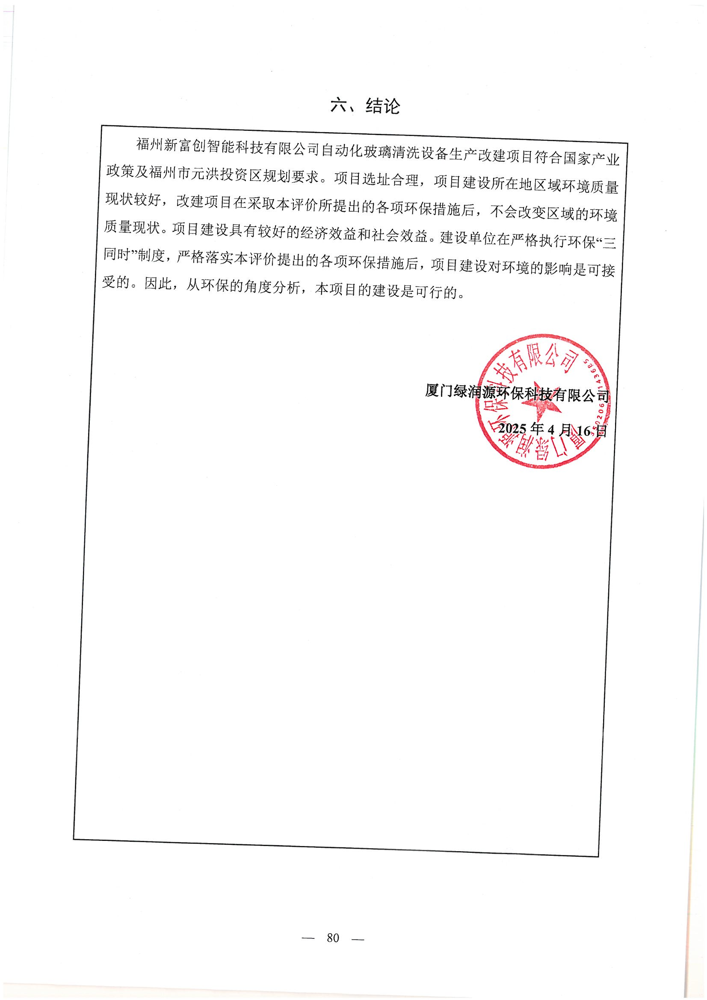 六、结论
福州新富创智能科技有限公司自动化玻璃清洗设备生产改建项目符合国家产业
政策及福州市元洪投资区规划要求。项目选址合理，项目建设所在地区域环境质量
现状较好，改建项目在采取本评价所提出的各项环保措施后，不会改变区域的环境
质量现状。项目建设具有较好的经济效益和社会效益。建设单位在严格执行环保“三
同时”制度，严格落实本评价提出的各项环保措施后，项目建设对环境的影响是可接
受的。因此，从环保的角度分析，本项目的建设是可行的。
厦门绿润源环保科技有限公司
2025 年 4 月 16 日
厦门绿润源环保科技有限公司
— 80 —